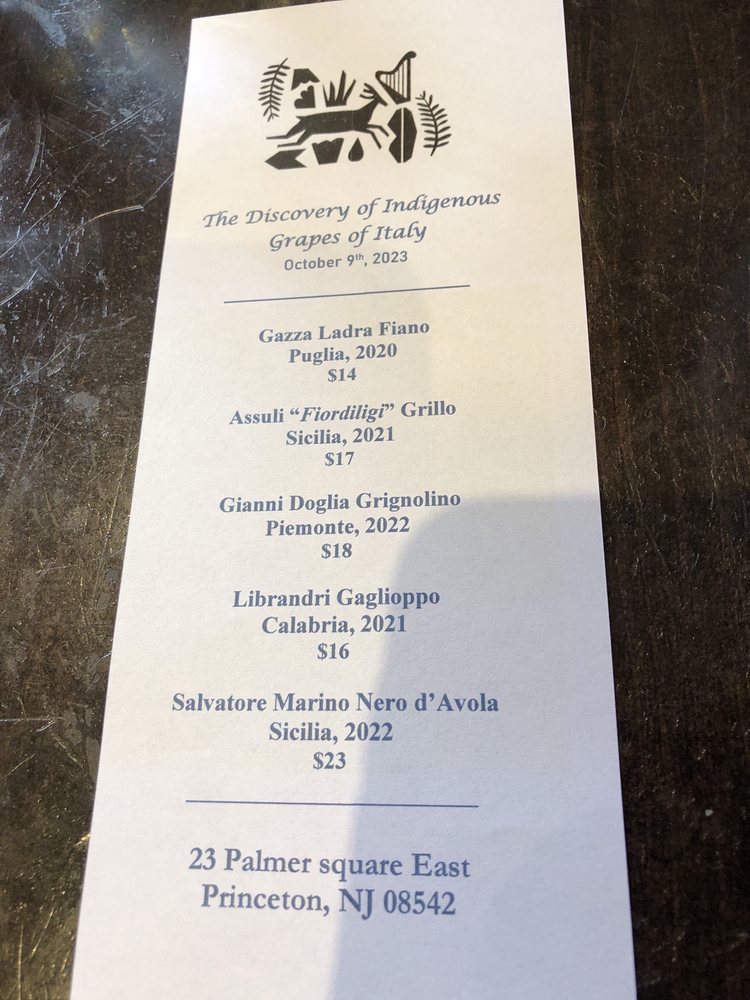 The Discovery of Indigenous
Grapes of Italy
October 9th, 2023
Gazza Ladra Fiano
Puglia, 2020
$14
Assuli “Fiordiligi” Grillo
Sicilia, 2021
$17
Gianni Doglia Grignolino
Piemonte, 2022
$18
Librandri Gaglioppo
Calabria, 2021
$16
Salvatore Marino Nero d’Avola
Sicilia, 2022
$23
23 Palmer square East
Princeton, NJ 08542